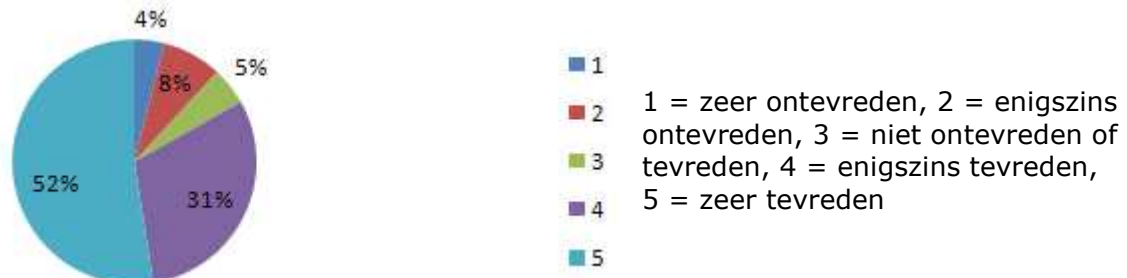 4%
8%
5%
52%
31%
1
2
3
4
5
1 = zeer ontevreden, 2 = enigszins
ontevreden, 3 = niet ontevreden of
tevreden, 4 = enigszins tevreden,
5 = zeer tevreden